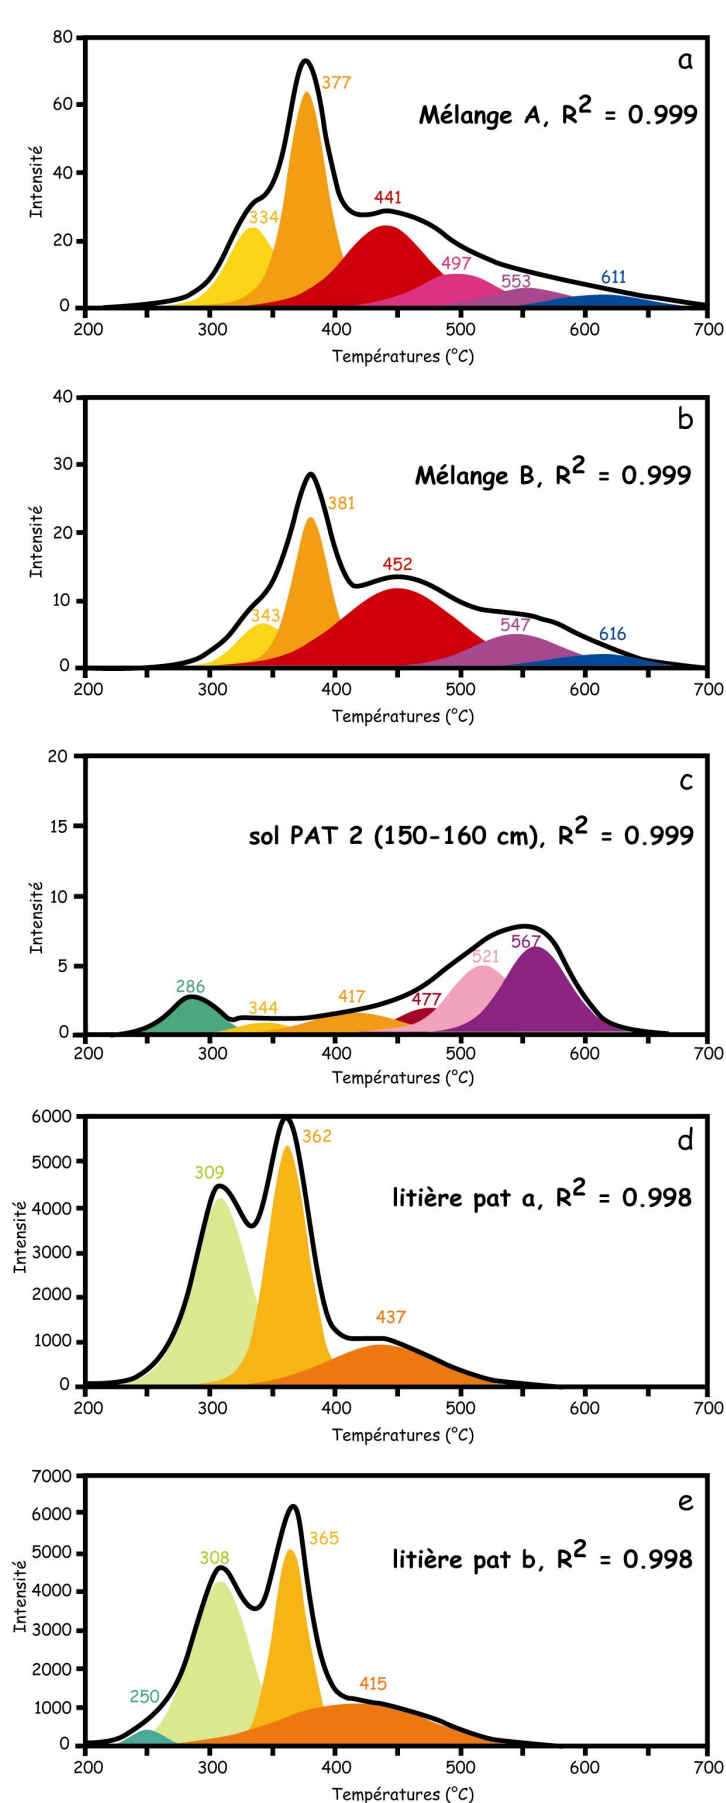 80
a
377
Mélange A, R2 = 0.999
60
Intensité
40
441
334
20
497
553
611
0
200 300 400 500 600 700
Températures (°C)
40
b
30
Mélange B, R2 = 0.999
381
Intensité
20
452
10
343
547
616
0
200 300 400 500 600 700
Températures (°C)
20
c
15
sol PAT 2 (150-160 cm), R2 = 0.999
Intensité
10
567
521
5
286
344
417
477
0
200 300 400 500 600 700
Températures (°C)
6000
d
362
5000
309
litière pat a, R2 = 0.998
4000
Intensité
3000
2000
437
1000
0
200 300 400 500 600 700
Températures (°C)
7000
e
6000
365
5000
308
litière pat b, R2 = 0.998
4000
Intensité
3000
2000
415
250
1000
0
200 300 400 500 600 700
Températures (°C)